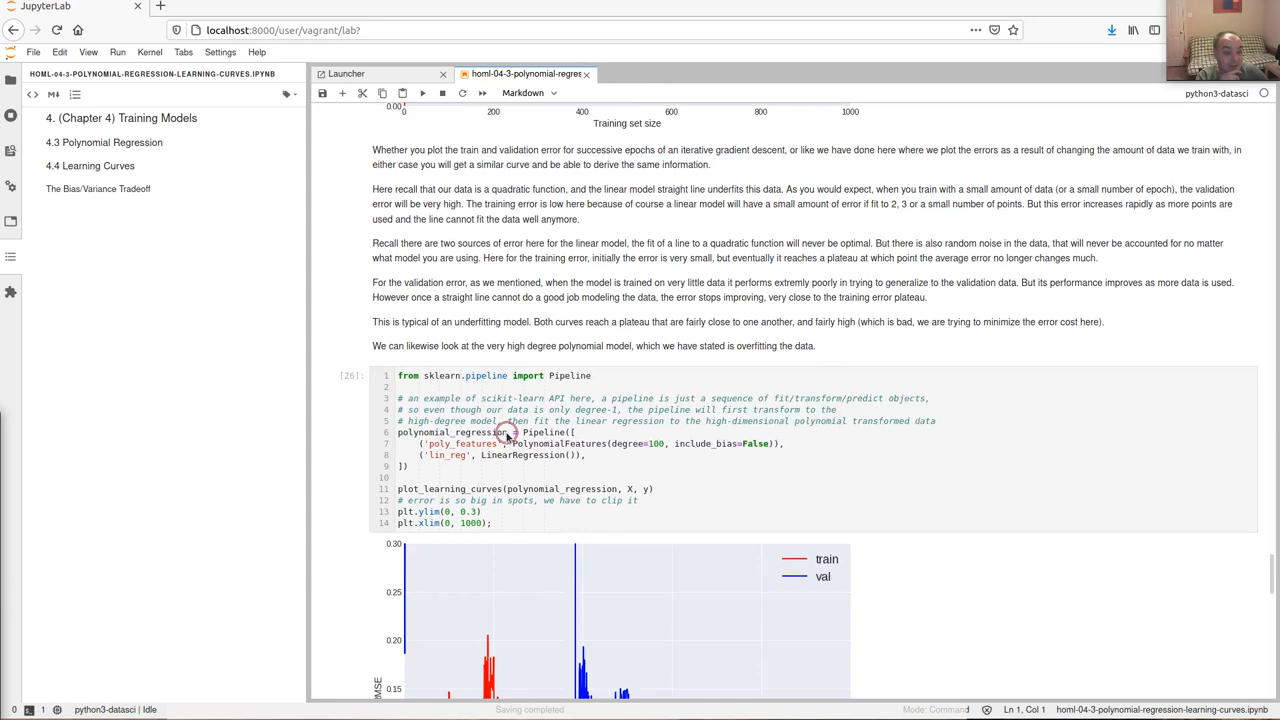 JupyterLab
localhost:8000/user/vagrant/lab?
File Edit View Run Kernel Tabs Settings Help
HOML-04-3-POLYNOMIAL-REGRESSION-LEARNING-CURVES.IPYNB
4. (Chapter 4) Training Models
4.3 Polynomial Regression
4.4 Learning Curves
The Bias/Variance Tradeoff
Launcher
homl-04-3-polynomial-regres
Markdown
python3-datasci
0.00
0 200 400 600 800 1000
Training set size
Whether you plot the train and validation error for successive epochs of an iterative gradient descent, or like we have done here where we plot the errors as a result of changing the amount of data we train with, in
either case you will get a similar curve and be able to derive the same information.
Here recall that our data is a quadratic function, and the linear model straight line underfits this data. As you would expect, when you train with a small amount of data (or a small number of epoch), the validation
error will be very high. The training error is low here because of course a linear model will have a small amount of error if fit to 2, 3 or a small number of points. But this error increases rapidly as more points are
used and the line cannot fit the data well anymore.
Recall there are two sources of error here for the linear model, the fit of a line to a quadratic function will never be optimal. But there is also random noise in the data, that will never be accounted for no matter
what model you are using. Here for the training error, initially the error is very small, but eventually it reaches a plateau at which point the average error no longer changes much.
For the validation error, as we mentioned, when the model is trained on very little data it performs extremly poorly in trying to generalize to the validation data. But its performance improves as more data is used.
However once a straight line cannot do a good job modeling the data, the error stops improving, very close to the training error plateau.
This is typical of an underfitting model. Both curves reach a plateau that are fairly close to one another, and fairly high (which is bad, we are trying to minimize the error cost here).
We can likewise look at the very high degree polynomial model, which we have stated is overfitting the data.
[26]:
1 from sklearn.pipeline import Pipeline
2
3 # an example of scikit-learn API here, a pipeline is just a sequence of fit/transform/predict objects,
4 # so even though our data is only degree-1, the pipeline will first transform to the
5 # high-degree model, then fit the linear regression to the high-dimensional polynomial transformed data
6 polynomial_regression = Pipeline([
7 ('poly_features', PolynomialFeatures(degree=100, include_bias=False)),
8 ('lin_reg', LinearRegression()),
9 ])
10
11 plot_learning_curves(polynomial_regression, X, y)
12 # error is so big in spots, we have to clip it
13 plt.ylim(0, 0.3)
14 plt.xlim(0, 1000);
0.30
0.25
0.20
0.15
RMSE
train
val
0 1 python3-datasci | Idle
Saving completed
Mode: Command Ln 1, Col 1 homl-04-3-polynomial-regression-learning-curves.ipynb